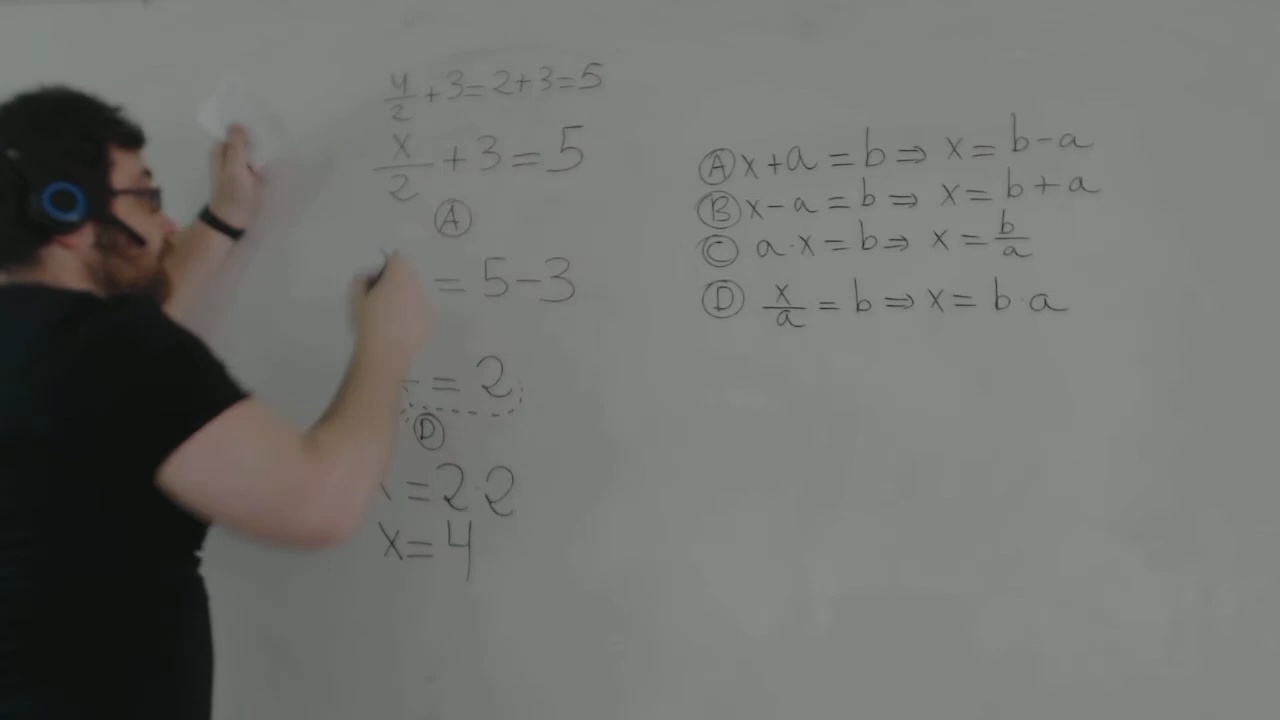 4/2 + 3 = 2 + 3 = 5
x/2 + 3 = 5
Ⓐ
= 5 - 3
= 2
Ⓓ
= 2·2
x = 4
Ⓐ x + a = b ⇒ x = b - a
Ⓑ x - a = b ⇒ x = b + a
Ⓒ a·x = b ⇒ x = b/a
Ⓓ x/a = b ⇒ x = b·a